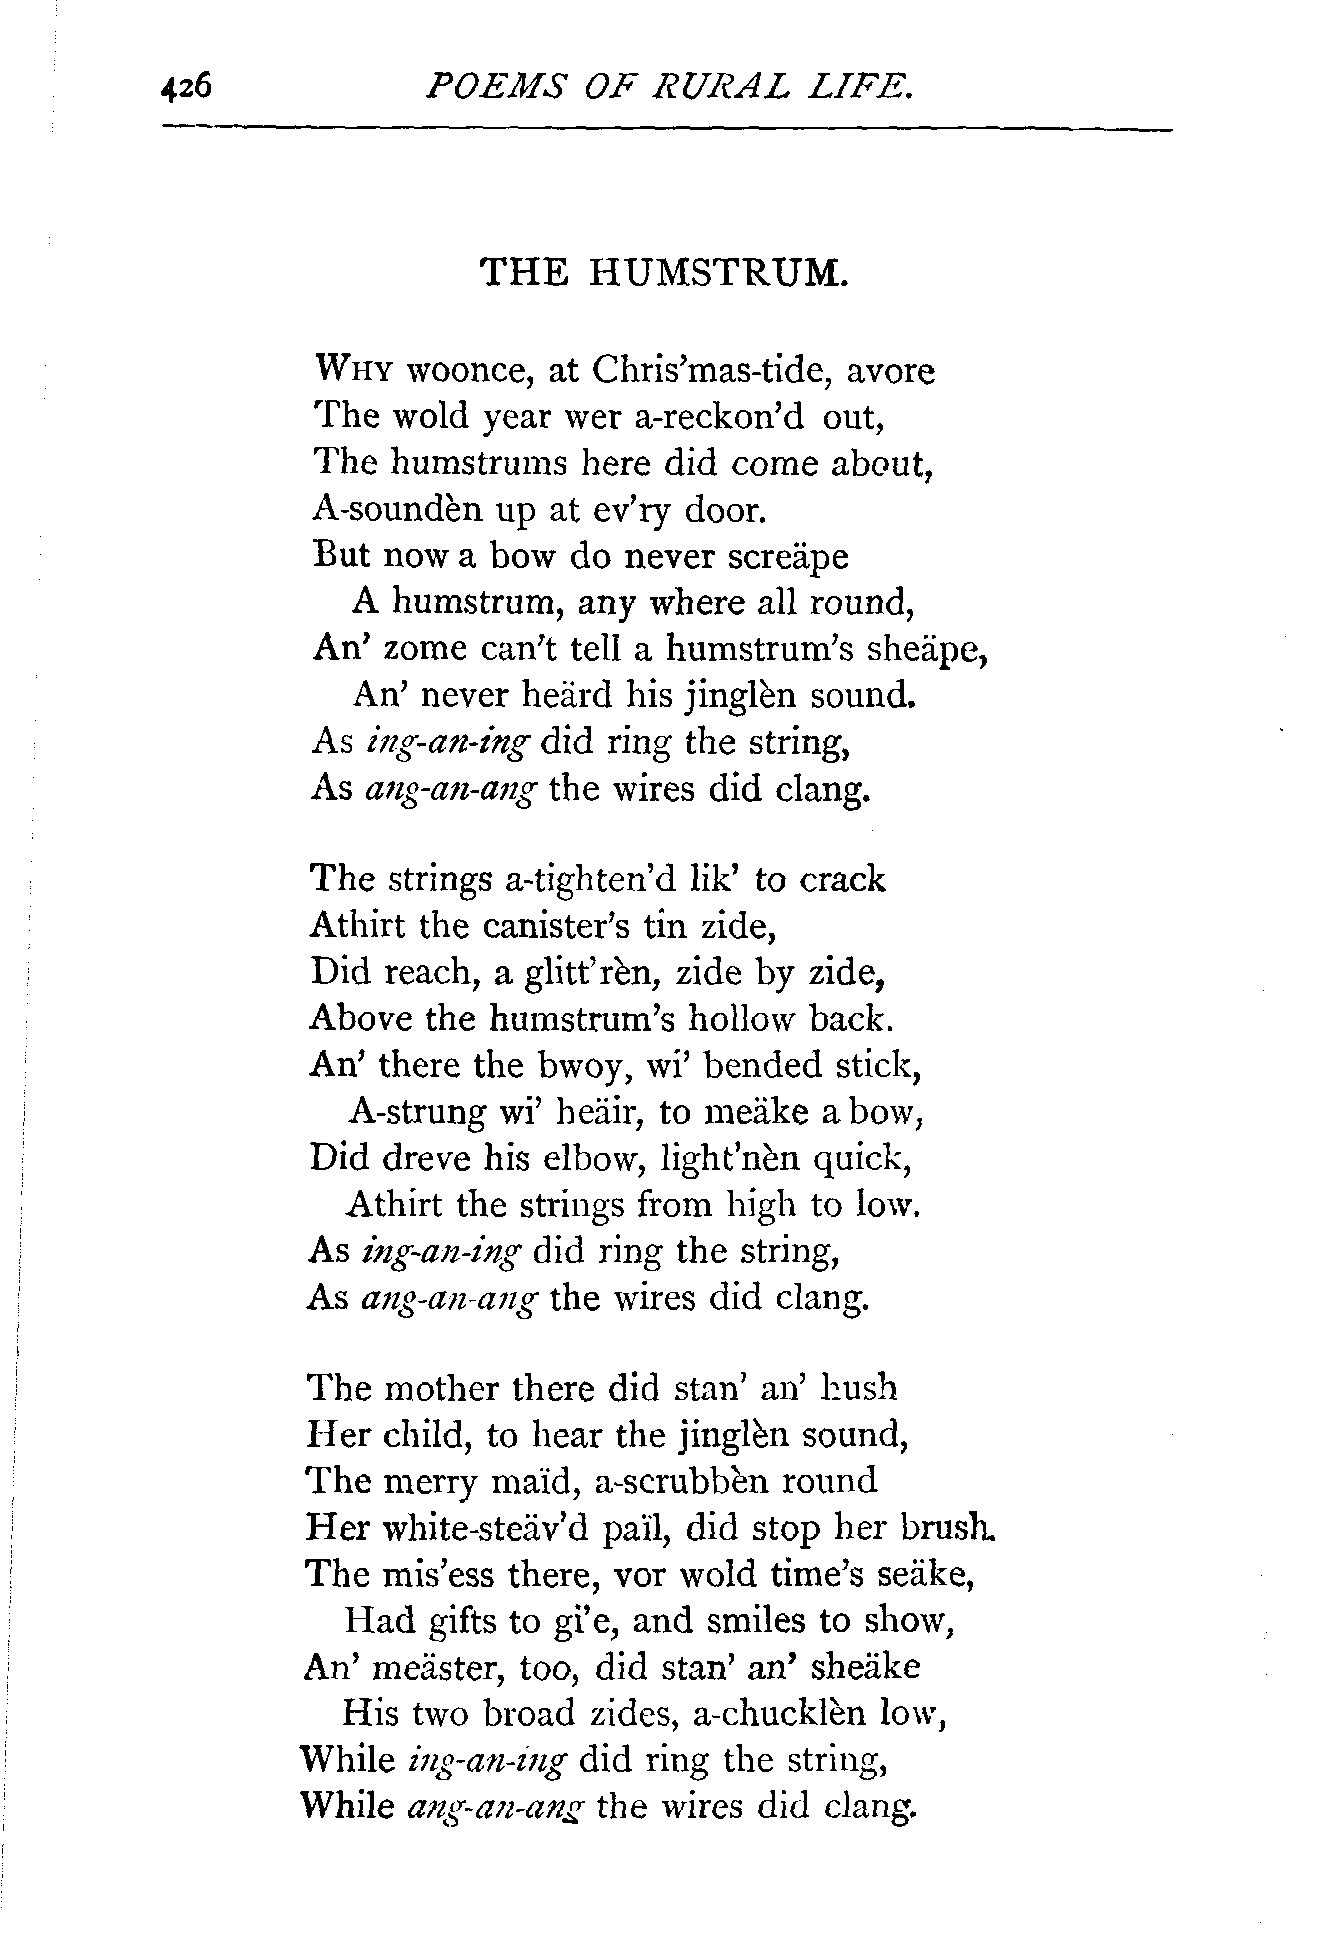 426 POEMS OF RURAL LIFE.
THE HUMSTRUM.
WHY woonce, at Chris’mas-tide, avore
The wold year wer a-reckon’d out,
The humstrums here did come about,
A-soundèn up at ev’ry door.
But now a bow do never screäpe
A humstrum, any where all round,
An’ zome can’t tell a humstrum’s sheäpe,
An’ never heärd his jinglèn sound.
As ing-an-ing did ring the string,
As ang-an-ang the wires did clang.
The strings a-tighten’d lik’ to crack
Athirt the canister’s tin zide,
Did reach, a glitt’rèn, zide by zide,
Above the humstrum’s hollow back.
An’ there the bwoy, wi’ bended stick,
A-strung wi’ heäir, to meäke a bow,
Did dreve his elbow, light’nèn quick,
Athirt the strings from high to low.
As ing-an-ing did ring the string,
As ang-an-ang the wires did clang.
The mother there did stan’ an’ hush
Her child, to hear the jinglèn sound,
The merry maïd, a-scrubbèn round
Her white-steäv’d païl, did stop her brush.
The mis’ess there, vor wold time’s seäke,
Had gifts to gi’e, and smiles to show,
An’ meäster, too, did stan’ an’ sheäke
His two broad zides, a-chucklèn low,
While ing-an-ing did ring the string,
While ang-an-ang the wires did clang.